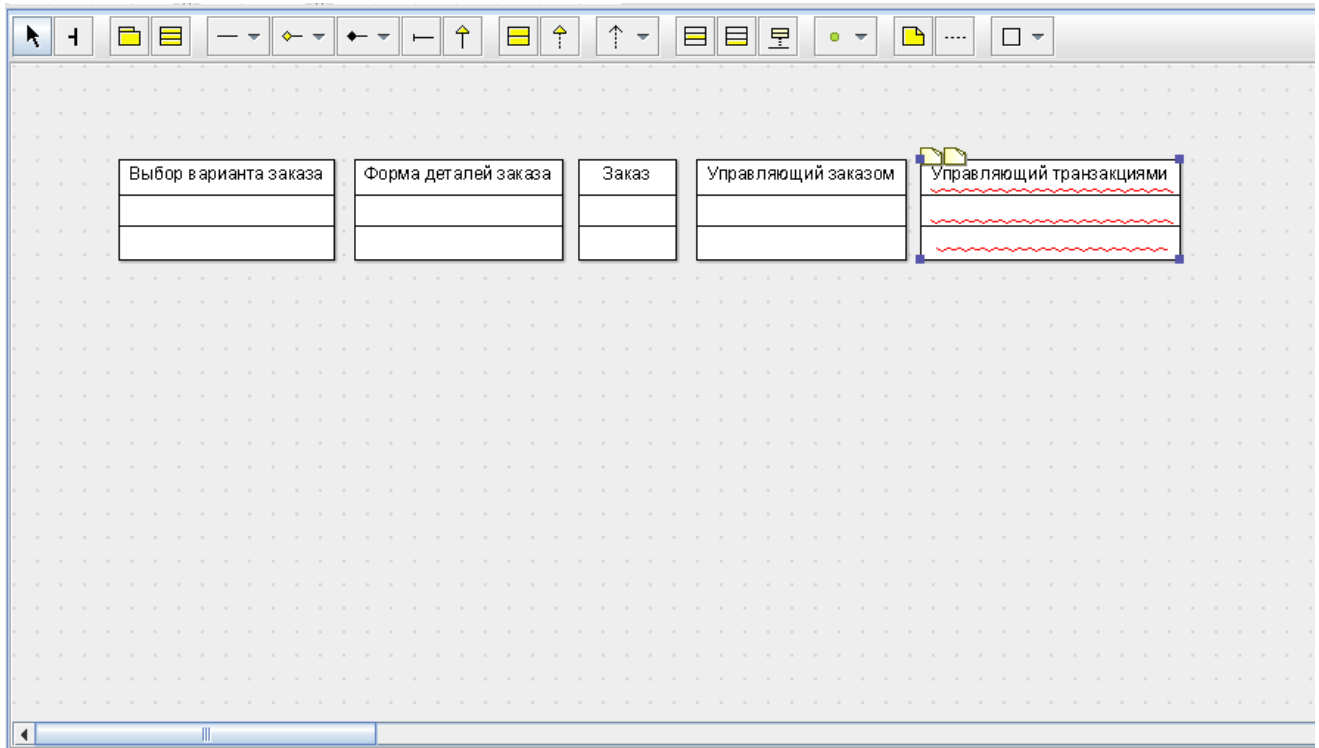 Выбор варианта заказа
Форма деталей заказа
Заказ
Управляющий заказом
Управляющий транзакциями